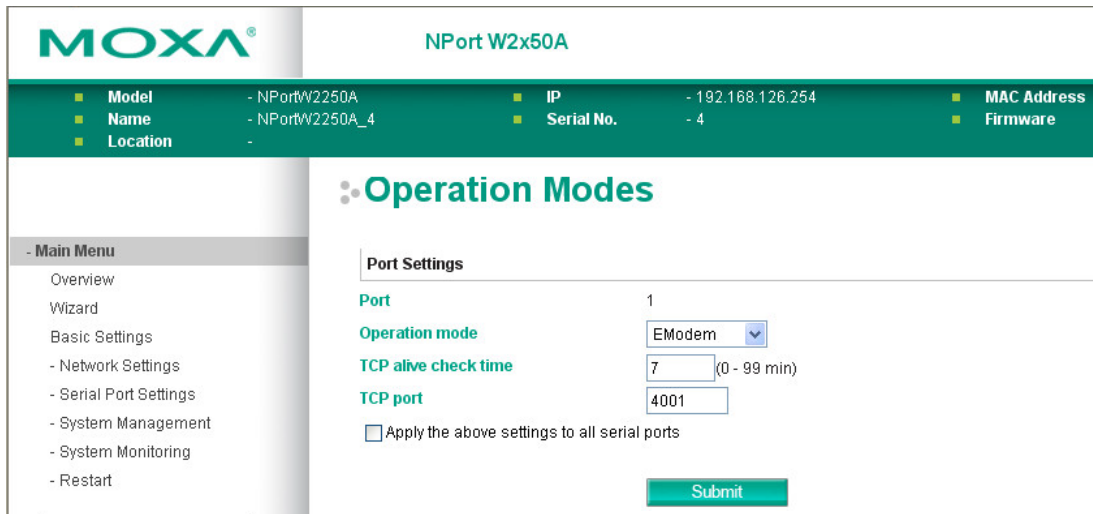 MOXA®
NPort W2x50A
Model - NPortW2250A IP - 192.168.126.254 MAC Address
Name - NPortW2250A_4 Serial No. - 4 Firmware
Location -
Operation Modes
- Main Menu
Overview
Wizard
Basic Settings
- Network Settings
- Serial Port Settings
- System Management
- System Monitoring
- Restart
Port Settings
Port 1
Operation mode EModem
TCP alive check time 7 (0 - 99 min)
TCP port 4001
Apply the above settings to all serial ports
Submit